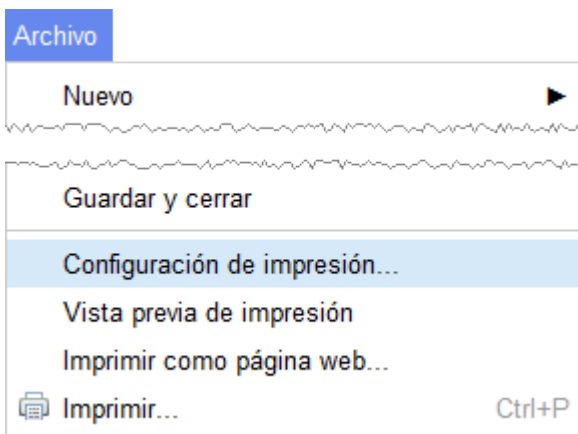 Archivo
Nuevo
Guardar y cerrar
Configuración de impresión...
Vista previa de impresión
Imprimir como página web...
Imprimir... Ctrl+P